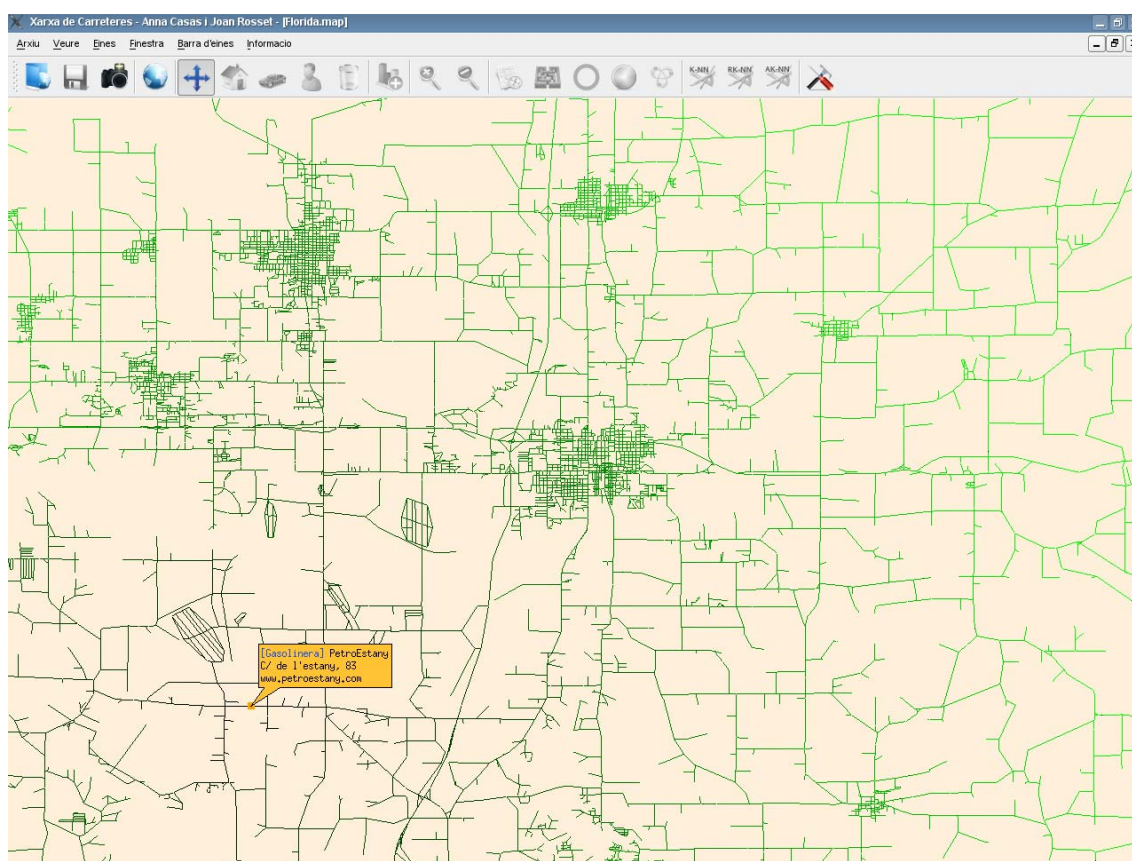 Xarxa de Carreteres - Anna Casas i Joan Rosset - [Florida.map]
Arxiu Veure Eines Finestra Barra d'eines Informacio
K-NN RK-NN AK-NN
[Gasolinera] PetroEstany
C/ de l'estany, 83
www.petroestany.com